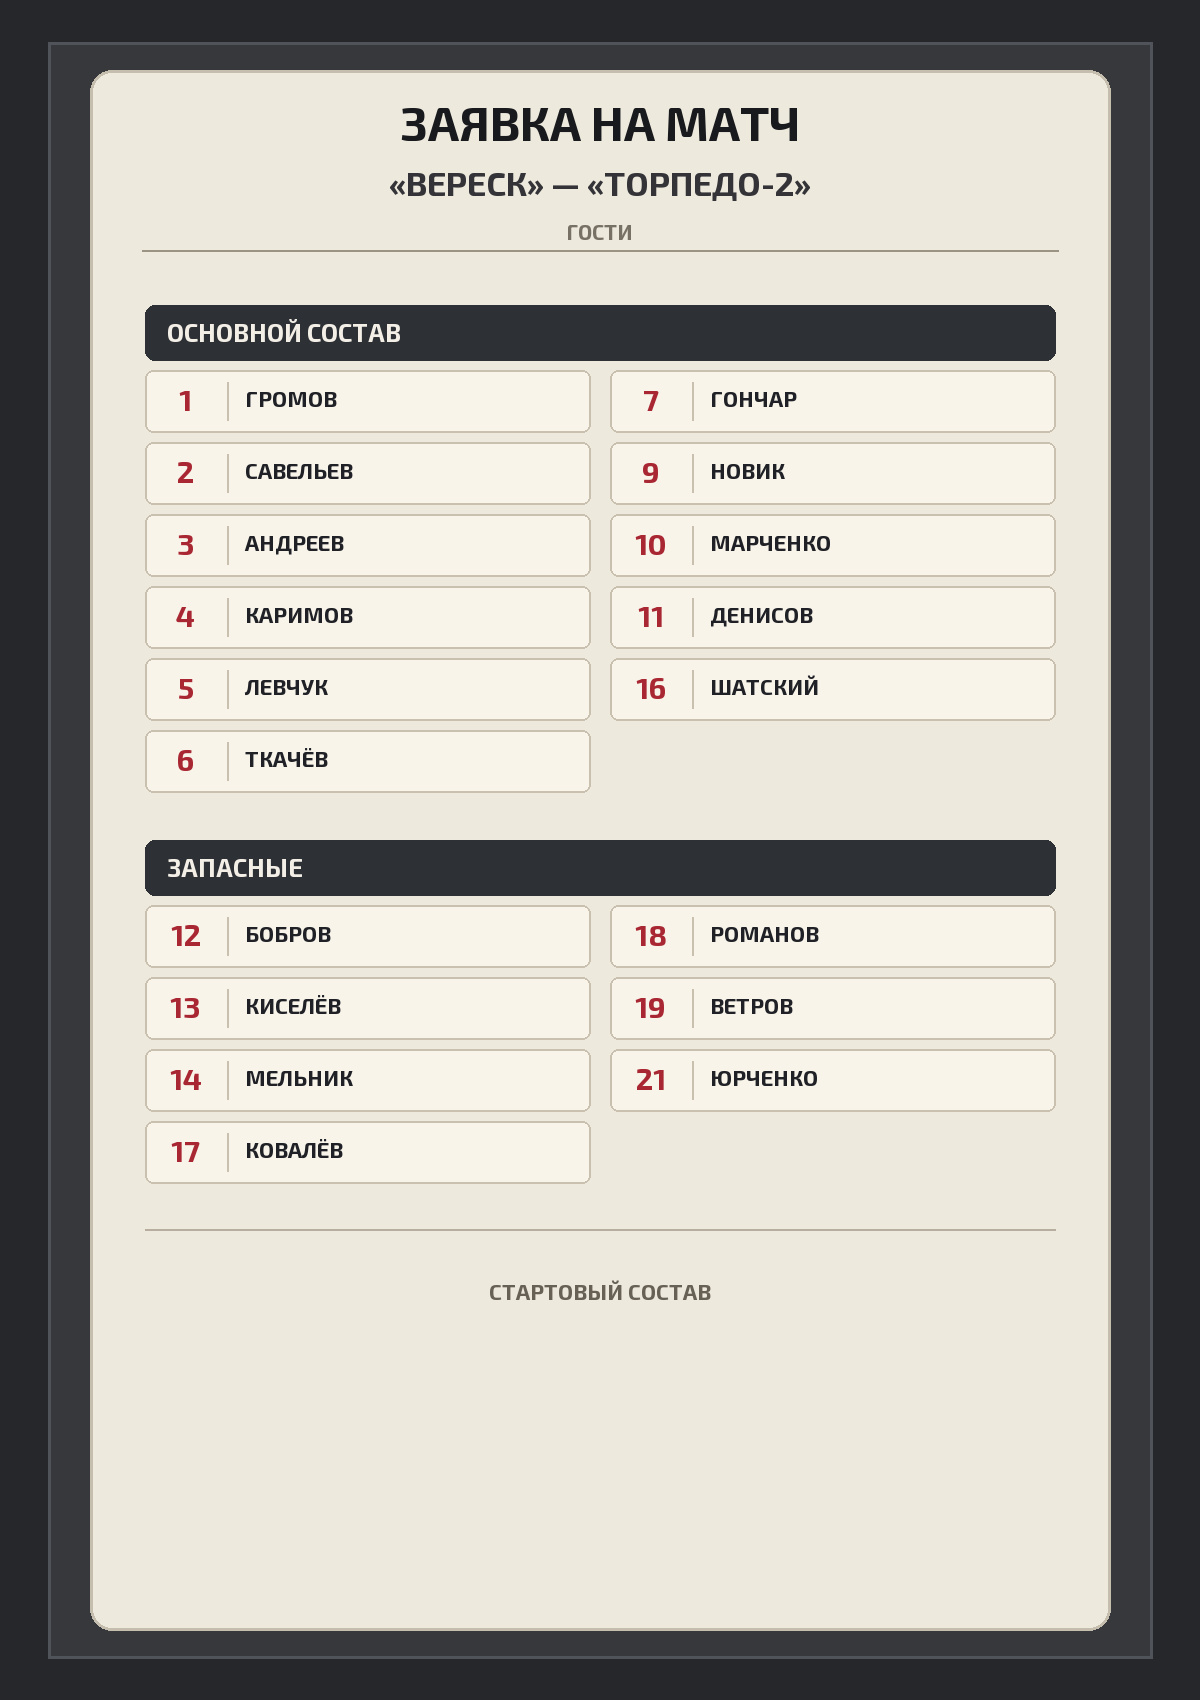 ЗАЯВКА НА МАТЧ
«ВЕРЕСК» — «ТОРПЕДО-2»
ГОСТИ
ОСНОВНОЙ СОСТАВ
1 ГРОМОВ
2 САВЕЛЬЕВ
3 АНДРЕЕВ
4 КАРИМОВ
5 ЛЕВЧУК
6 ТКАЧЁВ
7 ГОНЧАР
9 НОВИК
10 МАРЧЕНКО
11 ДЕНИСОВ
16 ШАТСКИЙ
ЗАПАСНЫЕ
12 БОБРОВ
13 КИСЕЛЁВ
14 МЕЛЬНИК
17 КОВАЛЁВ
18 РОМАНОВ
19 ВЕТРОВ
21 ЮРЧЕНКО
СТАРТОВЫЙ СОСТАВ